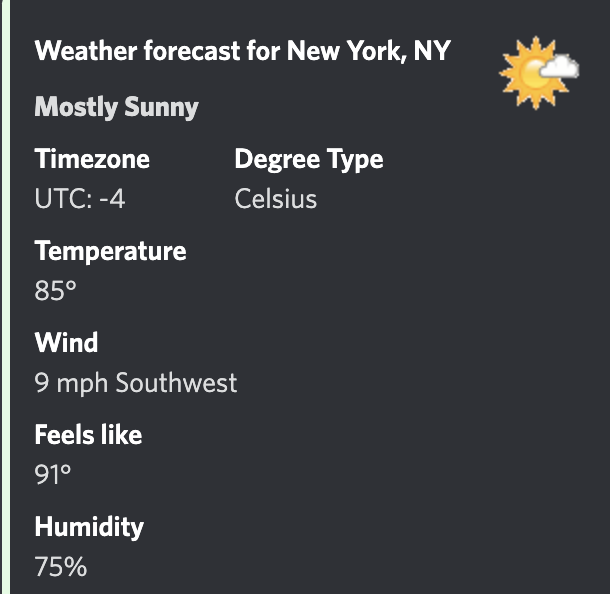 Weather forecast for New York, NY
Mostly Sunny
Timezone Degree Type
UTC: -4 Celsius
Temperature
85°
Wind
9 mph Southwest
Feels like
91°
Humidity
75%